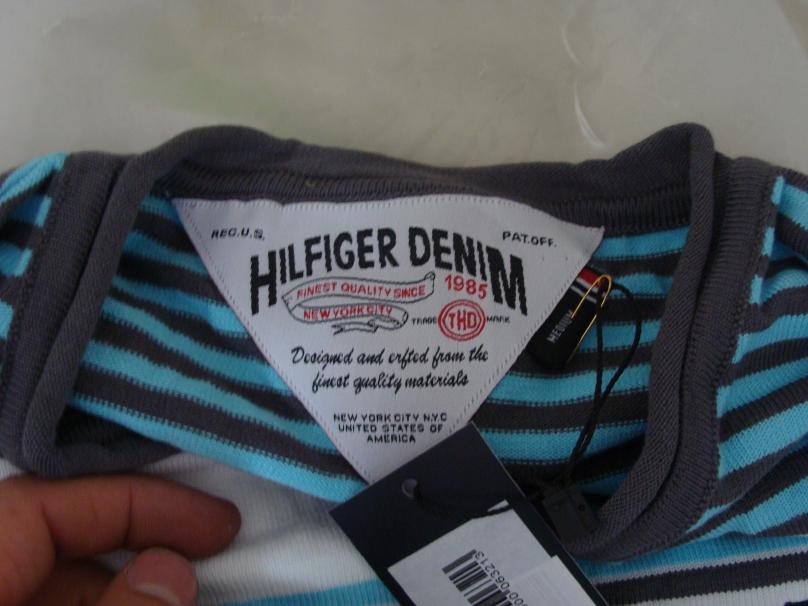 REG.U.S. PAT.OFF.
HILFIGER DENIM
FINEST QUALITY SINCE 1985
NEW YORK CITY
TRADE THD MARK
Designed and crfted from the
finest quality materials
NEW YORK CITY N.Y.C
UNITED STATES OF
AMERICA
MEDIUM